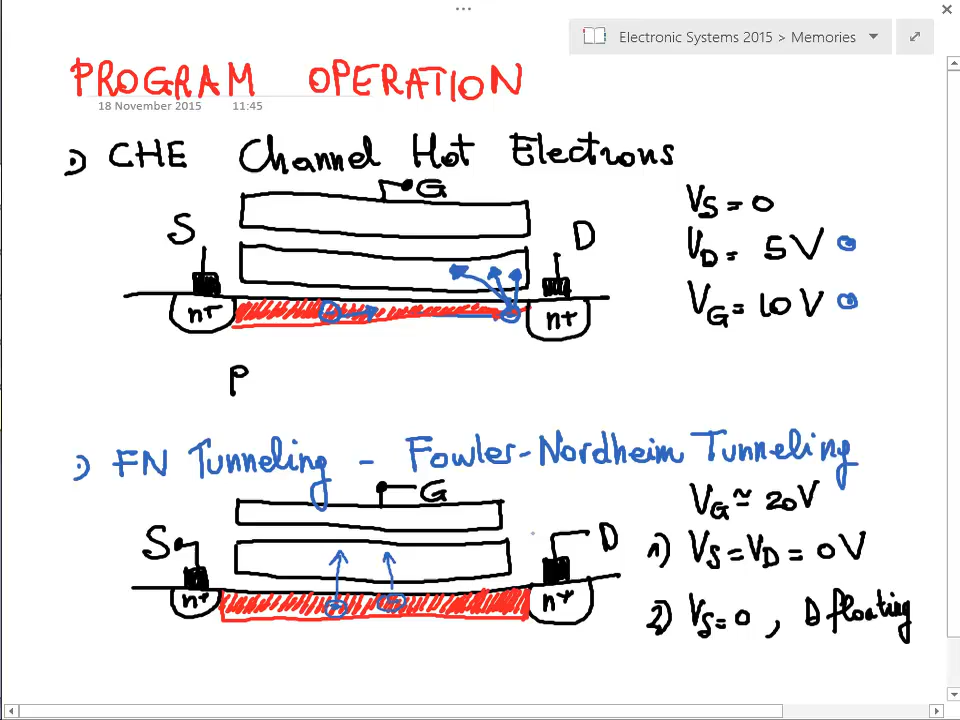 Electronic Systems 2015 > Memories
PROGRAM OPERATION
18 November 2015 11:45
•) CHE Channel Hot Electrons
G
S
D
n+
n+
P
VS = 0
VD = 5V
VG = 10V
•) FN Tunneling - Fowler-Nordheim Tunneling
G
S
D
n+
n+
VG ≃ 20V
1) VS = VD = 0V
2) VS = 0, D floating